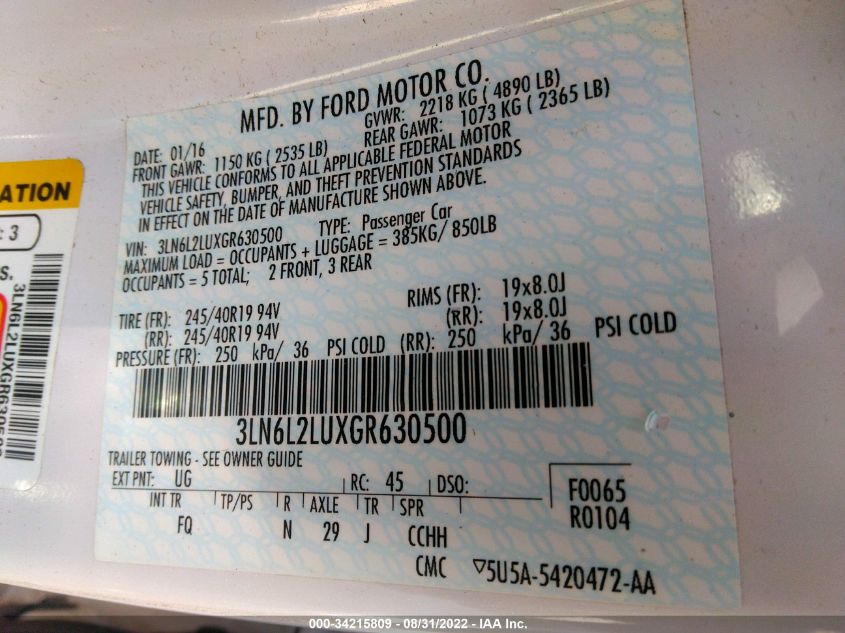 MFD. BY FORD MOTOR CO.
DATE: 01/16 GVWR: 2218 KG ( 4890 LB)
FRONT GAWR: 1150 KG ( 2535 LB) REAR GAWR: 1073 KG ( 2365 LB)
THIS VEHICLE CONFORMS TO ALL APPLICABLE FEDERAL MOTOR
VEHICLE SAFETY, BUMPER, AND THEFT PREVENTION STANDARDS
IN EFFECT ON THE DATE OF MANUFACTURE SHOWN ABOVE.
VIN: 3LN6L2LUXGR630500 TYPE: Passenger Car
MAXIMUM LOAD = OCCUPANTS + LUGGAGE = 385KG/ 850LB
OCCUPANTS = 5 TOTAL; 2 FRONT, 3 REAR
TIRE (FR): 245/40R19 94V RIMS (FR): 19x8.0J
(RR): 245/40R19 94V (RR): 19x8.0J
PRESSURE (FR): 250 kPa/ 36 PSI COLD (RR): 250 kPa/ 36 PSI COLD
3LN6L2LUXGR630500
TRAILER TOWING - SEE OWNER GUIDE
EXT PNT: UG RC: 45 DSO:
INT TR TP/PS R AXLE TR SPR
FQ N 29 J CCHH
F0065
R0104
CMC ▽5U5A-5420472-AA
ATION
: 3
S.
3LN6L2LUXGR630500
000-34215809 - 08/31/2022 - IAA Inc.